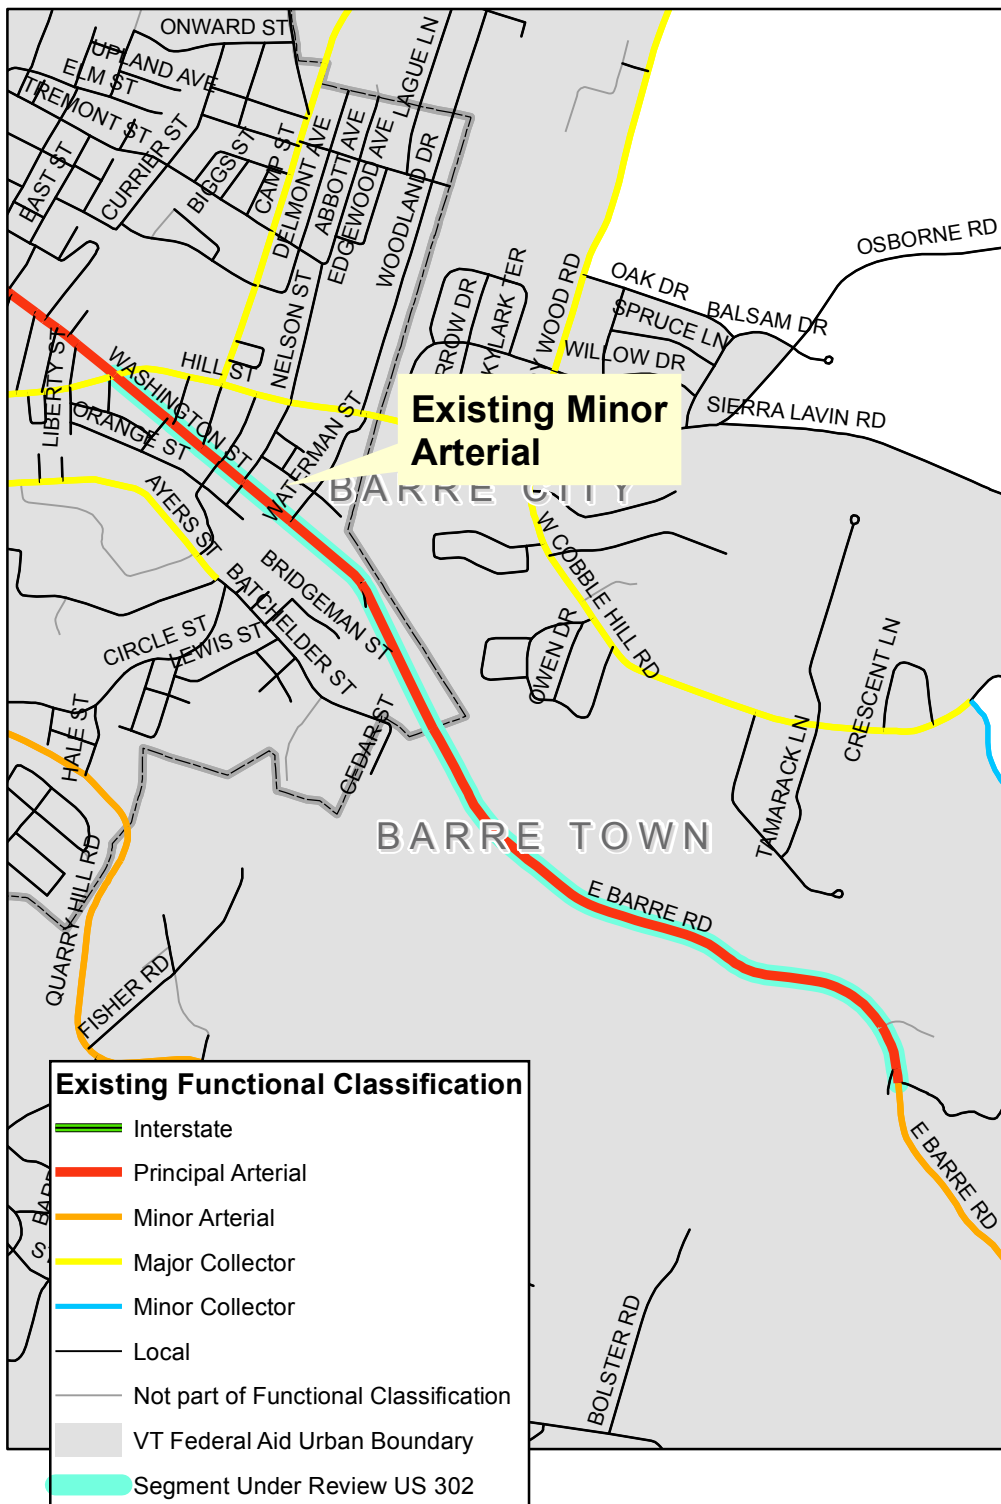 ONWARD ST
UPLAND AVE
ELM ST
TREMONT ST
LAGUE LN
EAST ST
CURRIER ST
BIGGS ST
CAMP ST
DELMONT AVE
ABBOTT AVE
EDGEWOOD AVE
WOODLAND DR
NELSON ST
OSBORNE RD
OAK DR
BALSAM DR
SPRUCE LN
WILLOW DR
SIERRA LAVIN RD
ROW DR
KYLARK TER
WOOD RD
LIBERTY ST
WASHINGTON ST
HILL ST
ORANGE ST
WATERMAN ST
Existing Minor
Arterial
BARRE CITY
AYERS ST
W COBBLE HILL RD
BRIDGEMAN ST
BATCHELDER ST
CIRCLE ST
LEWIS ST
OWEN DR
CRESCENT LN
TAMARACK LN
HALE ST
CEDAR ST
BARRE TOWN
QUARRY HILL RD
E BARRE RD
FISHER RD
E BARRE RD
BOLSTER RD
Existing Functional Classification
Interstate
Principal Arterial
Minor Arterial
Major Collector
Minor Collector
Local
Not part of Functional Classification
VT Federal Aid Urban Boundary
Segment Under Review US 302